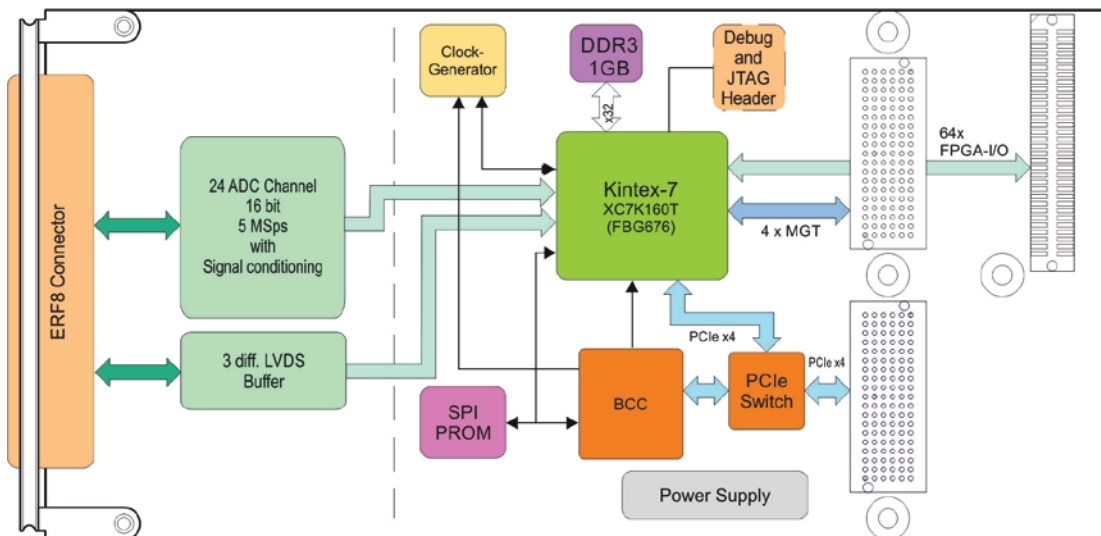 ERF8 Connector
24 ADC Channel
16 bit
5 MSps
with
Signal conditioning
3 diff. LVDS
Buffer
Clock-
Generator
DDR3
1GB
x32
Debug
and
JTAG
Header
Kintex-7
XC7K160T
(FBG676)
64x
FPGA-I/O
4 x MGT
PCIe x4
SPI
PROM
BCC
PCIe
Switch
PCIe x4
Power Supply